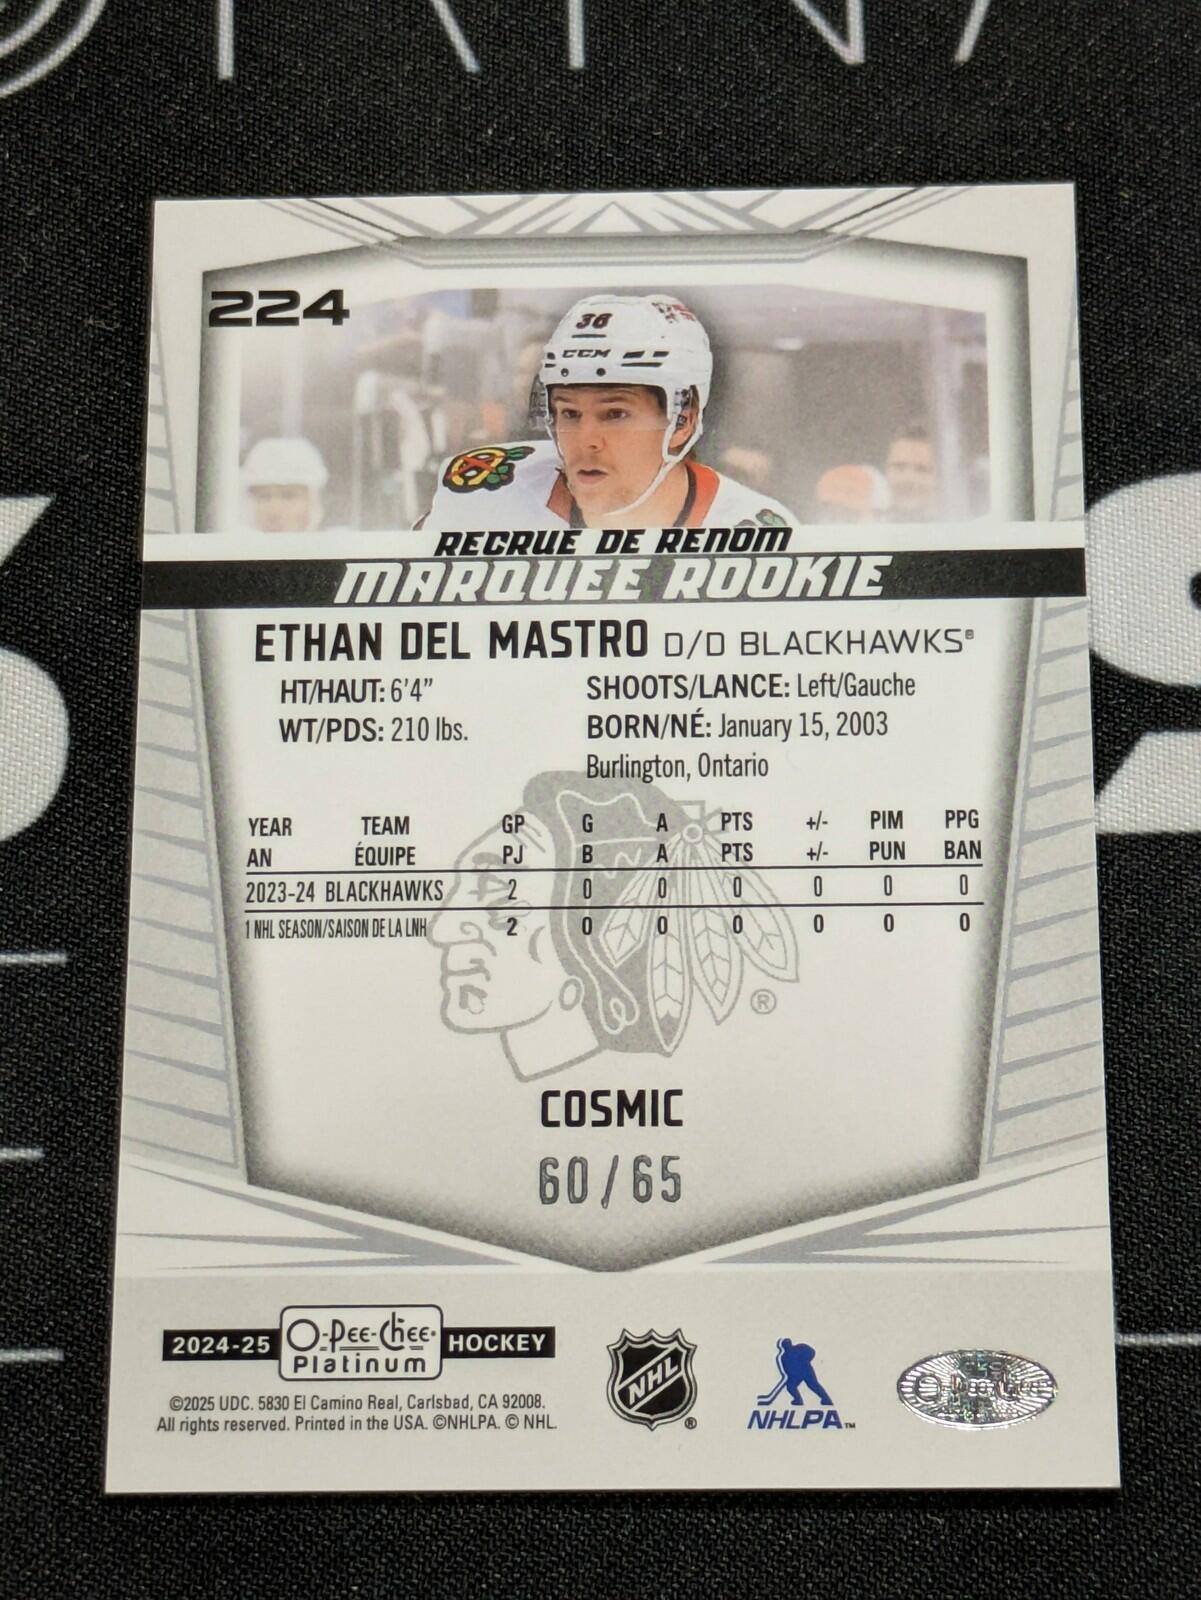 224
38
CCM
RECRUE DE RENOM
MARQUEE ROOKIE
ETHAN DEL MASTRO D/D BLACKHAWKS®
HT/HAUT: 6'4" SHOOTS/LANCE: Left/Gauche
WT/PDS: 210 lbs. BORN/NÉ: January 15, 2003
Burlington, Ontario
YEAR TEAM GP G A PTS +/- PIM PPG
AN ÉQUIPE PJ B A PTS +/- PUN BAN
2023-24 BLACKHAWKS 2 0 0 0 0 0 0
1 NHL SEASON/SAISON DE LA LNH 2 0 0 0 0 0 0
®
COSMIC
60/65
2024-25 O-Pee-Chee® Platinum HOCKEY
NHL ®
NHLPA™
O-Pee-Chee
©2025 UDC. 5830 El Camino Real, Carlsbad, CA 92008.
All rights reserved. Printed in the USA. ©NHLPA. © NHL.